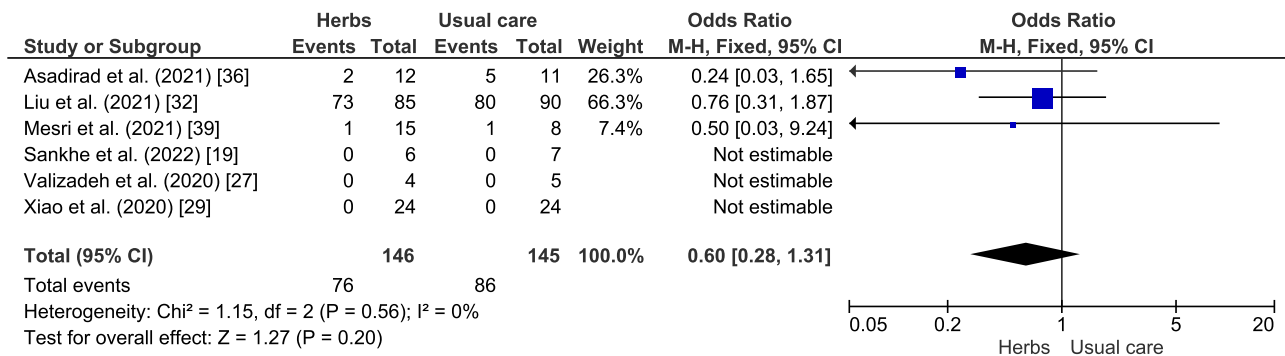 Herbs Usual care Odds Ratio Odds Ratio
Study or Subgroup Events Total Events Total Weight M-H, Fixed, 95% CI M-H, Fixed, 95% CI
Asadirad et al. (2021) [36] 2 12 5 11 26.3% 0.24 [0.03, 1.65]
Liu et al. (2021) [32] 73 85 80 90 66.3% 0.76 [0.31, 1.87]
Mesri et al. (2021) [39] 1 15 1 8 7.4% 0.50 [0.03, 9.24]
Sankhe et al. (2022) [19] 0 6 0 7 Not estimable
Valizadeh et al. (2020) [27] 0 4 0 5 Not estimable
Xiao et al. (2020) [29] 0 24 0 24 Not estimable
Total (95% CI) 146 145 100.0% 0.60 [0.28, 1.31]
Total events 76 86
Heterogeneity: Chi² = 1.15, df = 2 (P = 0.56); I² = 0%
Test for overall effect: Z = 1.27 (P = 0.20)
0.05 0.2 1 5 20
Herbs Usual care